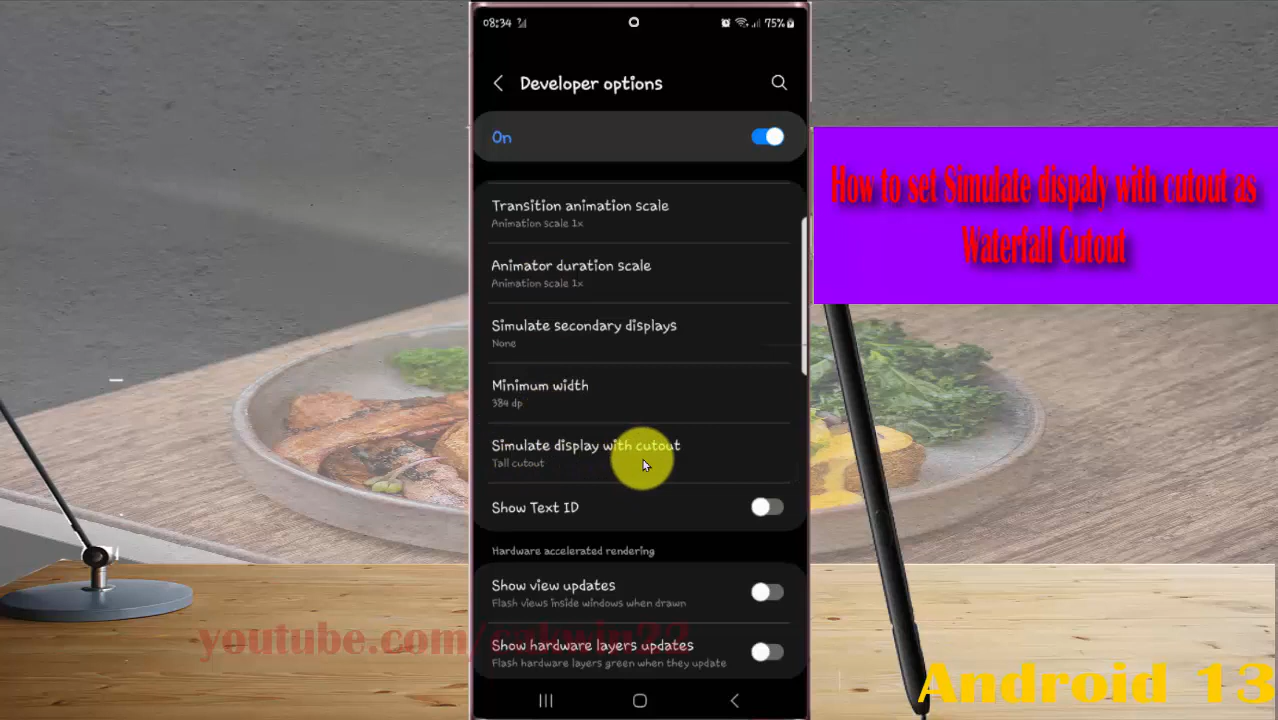 08:34
75%
Developer options
On
Transition animation scale
Animation scale 1x
Animator duration scale
Animation scale 1x
Simulate secondary displays
None
Minimum width
384 dp
Simulate display with cutout
Tall cutout
Show Text ID
Hardware accelerated rendering
Show view updates
Flash views inside windows when drawn
Show hardware layers updates
Flash hardware layers green when they update
How to set Simulate dispaly with cutout as
Waterfall Cutout
youtube.com/
Android 13